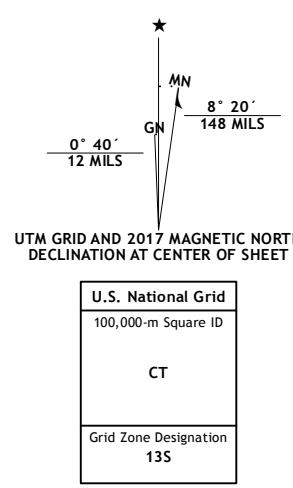 MN
8° 20´
148 MILS
GN
0° 40´
12 MILS
UTM GRID AND 2017 MAGNETIC NORT
DECLINATION AT CENTER OF SHEET
U.S. National Grid
100,000-m Square ID
CT
Grid Zone Designation
13S